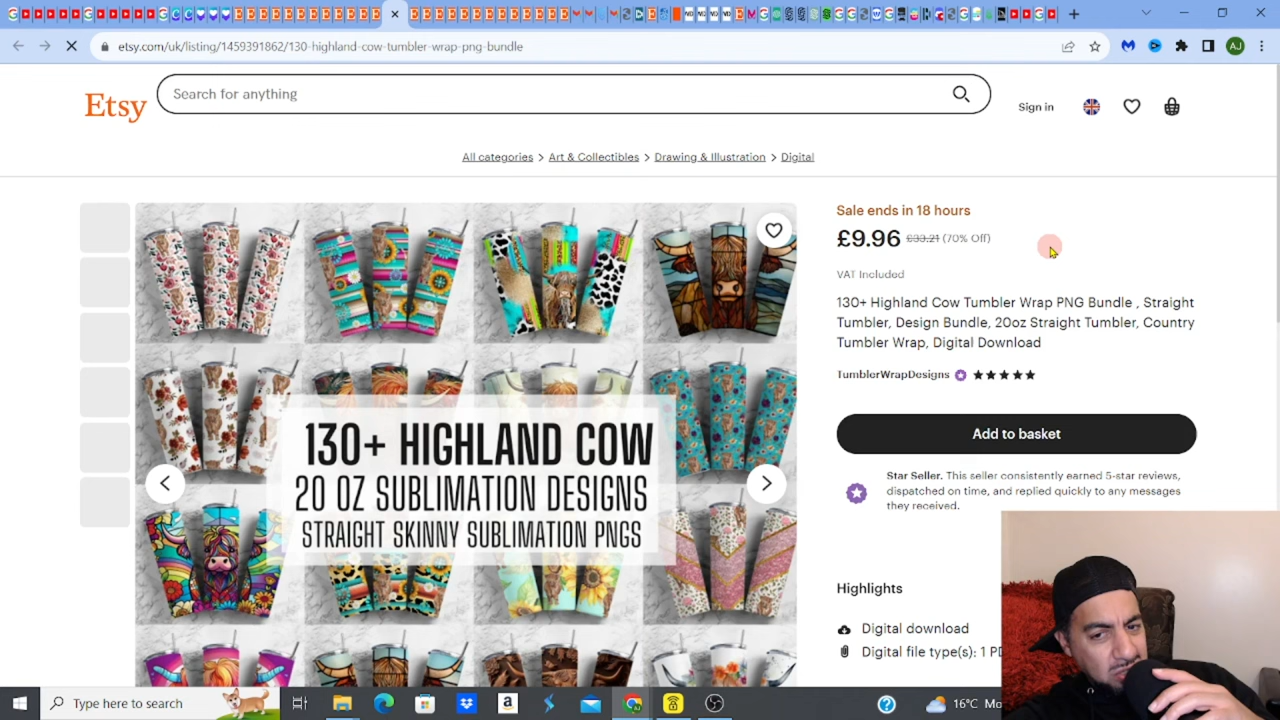 etsy.com/uk/listing/1459391862/130-highland-cow-tumbler-wrap-png-bundle
AJ
Etsy
Search for anything
Sign in
All categories > Art & Collectibles > Drawing & Illustration > Digital
Sale ends in 18 hours
£9.96 £33.21 (70% Off)
VAT Included
130+ Highland Cow Tumbler Wrap PNG Bundle , Straight
Tumbler, Design Bundle, 20oz Straight Tumbler, Country
Tumbler Wrap, Digital Download
TumblerWrapDesigns
Add to basket
Star Seller. This seller consistently earned 5-star reviews,
dispatched on time, and replied quickly to any messages
they received.
Highlights
Digital download
Digital file type(s): 1 PD
130+ HIGHLAND COW
20 OZ SUBLIMATION DESIGNS
STRAIGHT SKINNY SUBLIMATION PNGS
Type here to search
16°C Mo